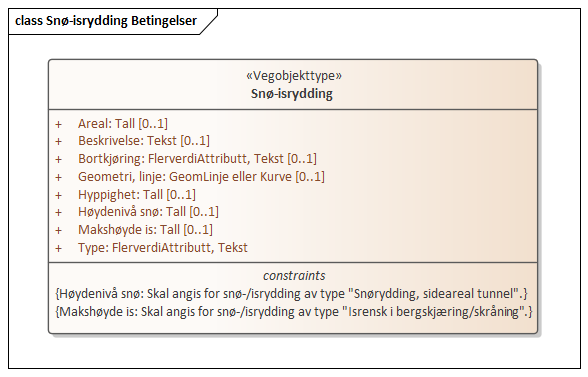 class Snø-isrydding Betingelser
«Vegobjekttype»
Snø-isrydding
+ Areal: Tall [0..1]
+ Beskrivelse: Tekst [0..1]
+ Bortkjøring: FlerverdiAttributt, Tekst [0..1]
+ Geometri, linje: GeomLinje eller Kurve [0..1]
+ Hyppighet: Tall [0..1]
+ Høydenivå snø: Tall [0..1]
+ Makshøyde is: Tall [0..1]
+ Type: FlerverdiAttributt, Tekst
constraints
{Høydenivå snø: Skal angis for snø-/isrydding av type "Snørydding, sideareal tunnel".}
{Makshøyde is: Skal angis for snø-/isrydding av type "Isrensk i bergskjæring/skråning".}